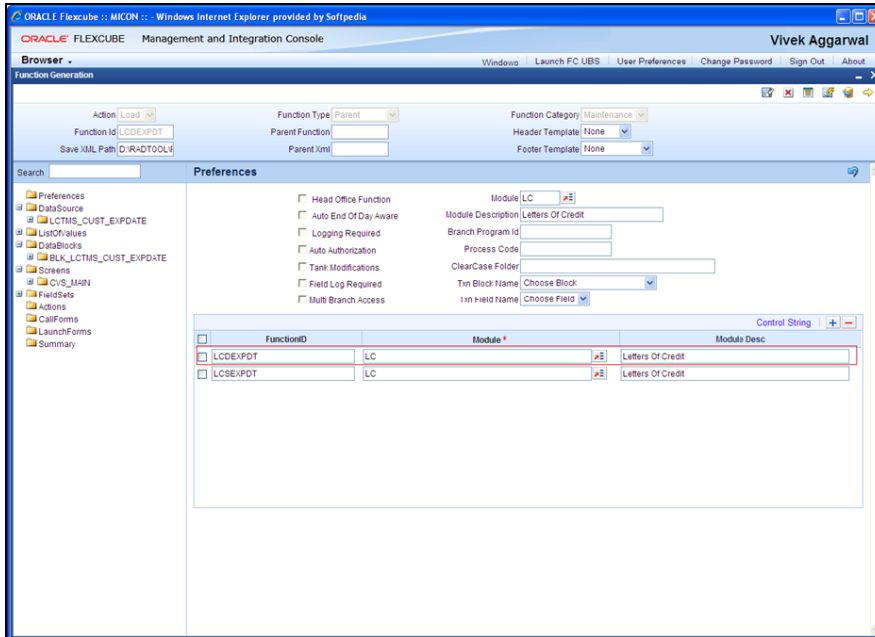 ORACLE Flexcube :: MICON :: - Windows Internet Explorer provided by Softpedia
ORACLE FLEXCUBE Management and Integration Console Vivek Aggarwal
Browser Windows Launch FC UBS User Preferences Change Password Sign Out About
Function Generation
Action Load Function Type Parent Function Category Maintenance
Function Id LCDEXPDT Parent Function Header Template None
Save XML Path D:\RADTOOL\F Parent Xml Footer Template None
Search Preferences
Preferences
DataSource
LCTMS_CUST_EXPDATE
ListOfValues
DataBlocks
BLK_LCTMS_CUST_EXPDATE
Screens
CVS_MAIN
FieldSets
Actions
CallForms
LaunchForms
Summary
Head Office Function Module LC
Auto End Of Day Aware Module Description Letters Of Credit
Logging Required Branch Program Id
Auto Authorization Process Code
Tank Modifications ClearCase Folder
Field Log Required Txn Block Name Choose Block
Multi Branch Access Txn Field Name Choose Field
Control String + −
FunctionID Module * Module Desc
LCDEXPDT LC Letters Of Credit
LCSEXPDT LC Letters Of Credit